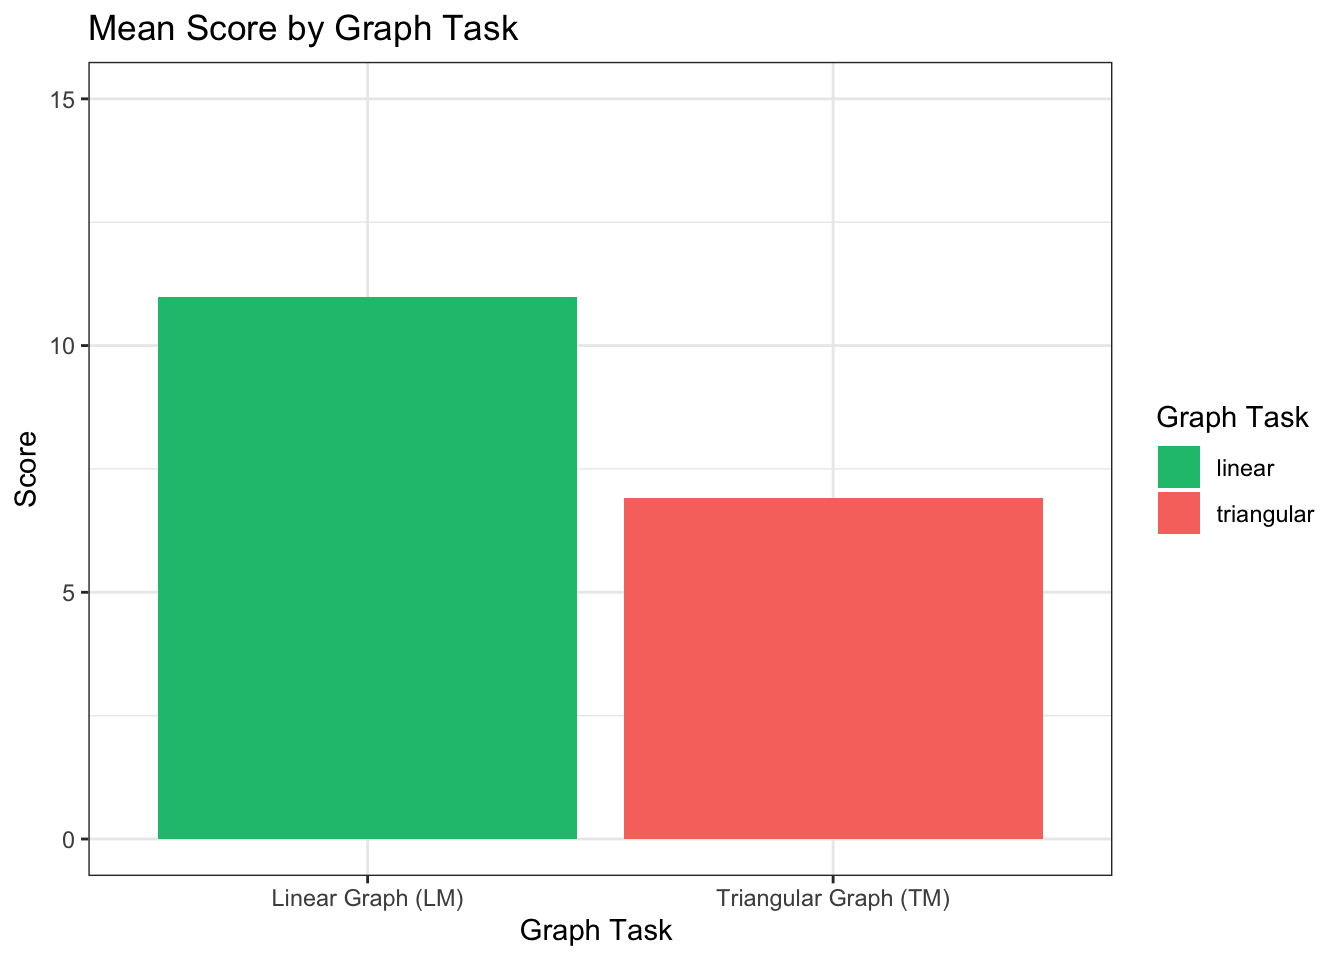 Mean Score by Graph Task
15
10
5
0
Score
Linear Graph (LM)
Triangular Graph (TM)
Graph Task
Graph Task
linear
triangular